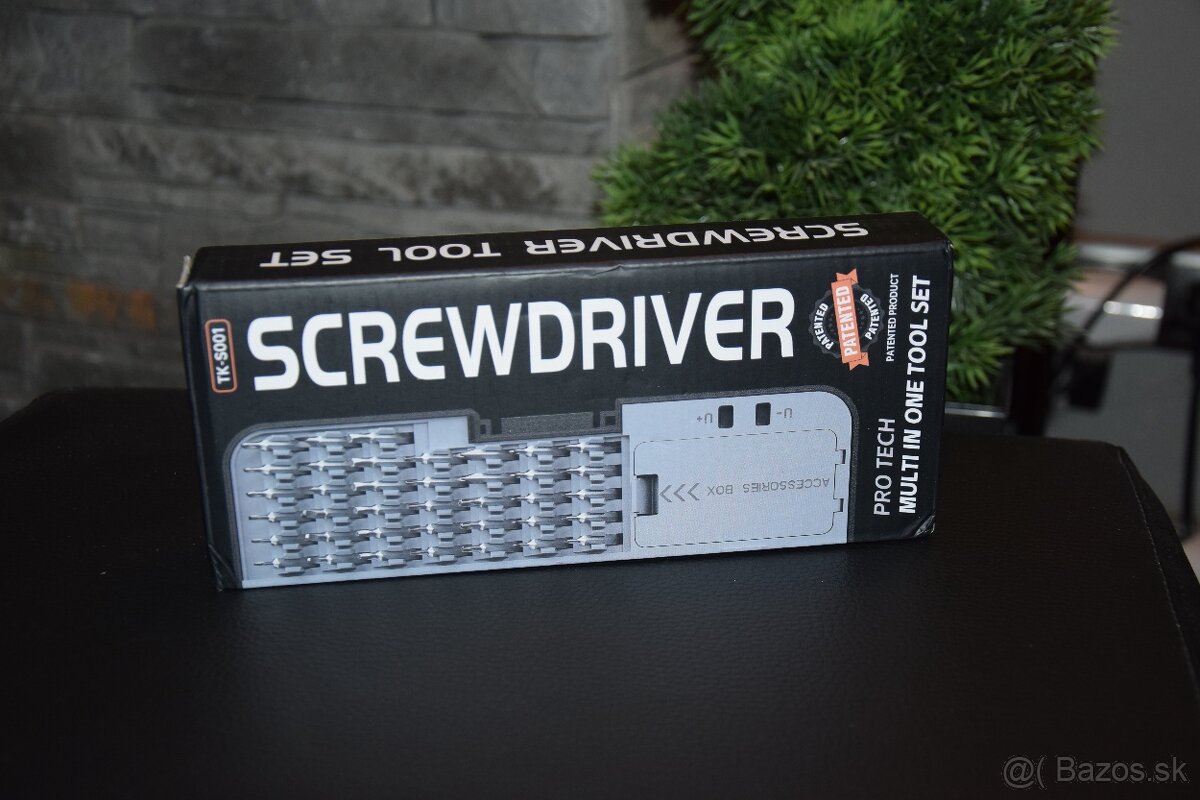 SCREWDRIVER TOOL SET
TK-S001
SCREWDRIVER
PATENTED
PATENTED
PATENTED
PATENTED PRODUCT
PRO TECH
MULTI IN ONE TOOL SET
U+
U-
ACCESSORIES BOX
@( Bazos.sk